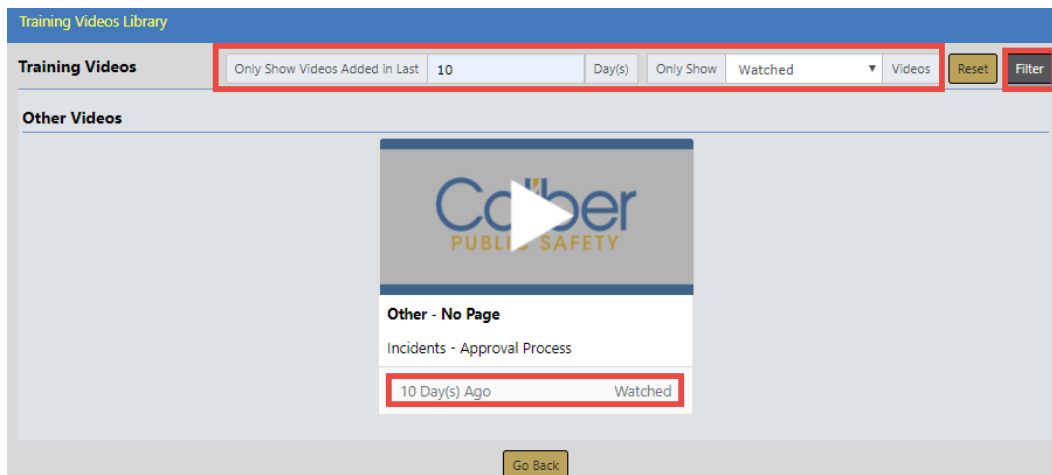 Training Videos Library
Training Videos Only Show Videos Added in Last 10 Day(s) Only Show Watched Videos Reset Filter
Other Videos
Caliber
PUBLIC SAFETY
Other - No Page
Incidents - Approval Process
10 Day(s) Ago Watched
Go Back